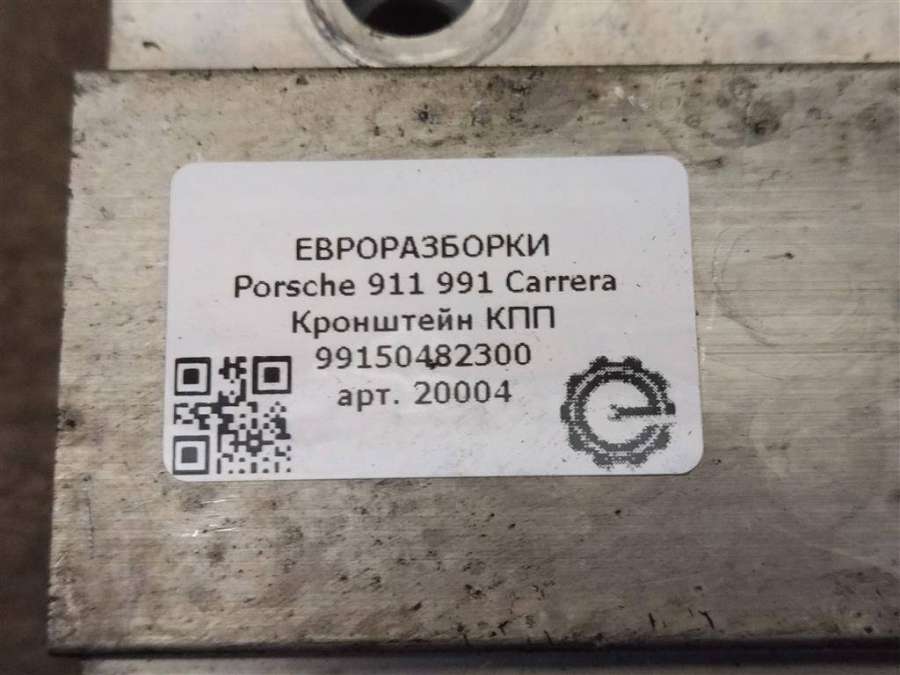 ЕВРОРАЗБОРКИ
Porsche 911 991 Carrera
Кронштейн КПП
99150482300
арт. 20004